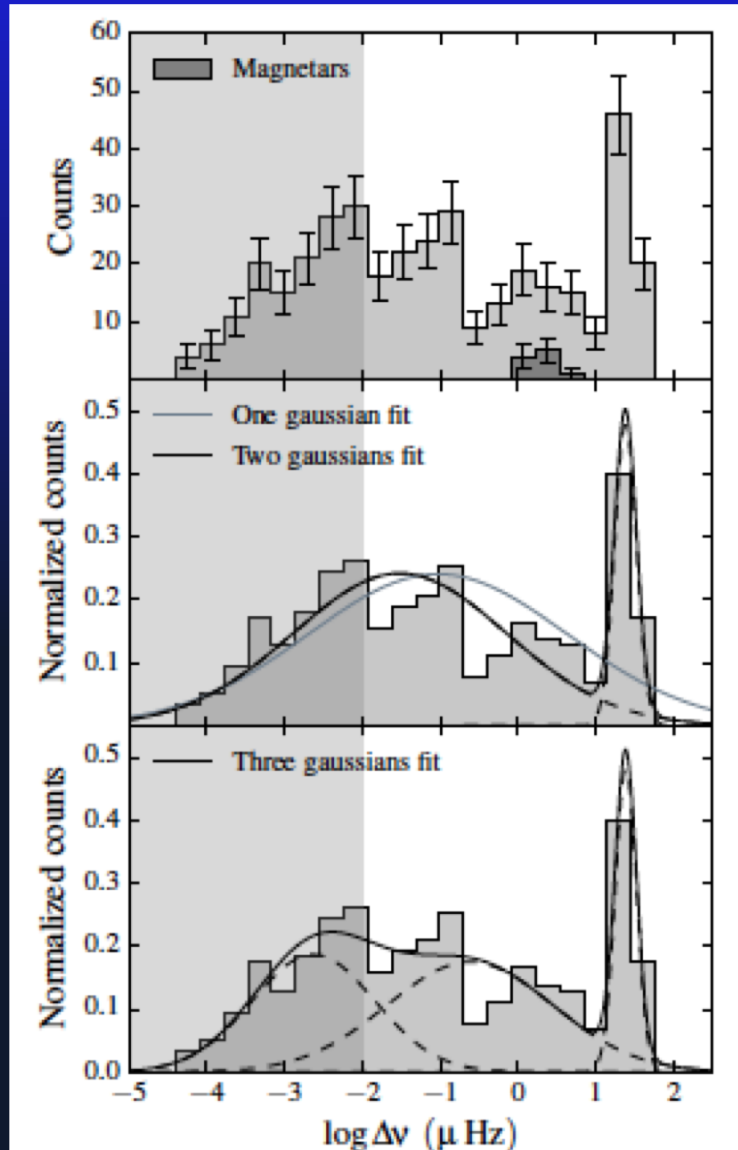 60
Magnetars
50
40
30
20
10
Counts
0.5
One gaussian fit
Two gaussians fit
0.4
0.3
0.2
0.1
Normalized counts
0.5
Three gaussians fit
0.4
0.3
0.2
0.1
0.0
Normalized counts
−5 −4 −3 −2 −1 0 1 2
log Δν (μ Hz)